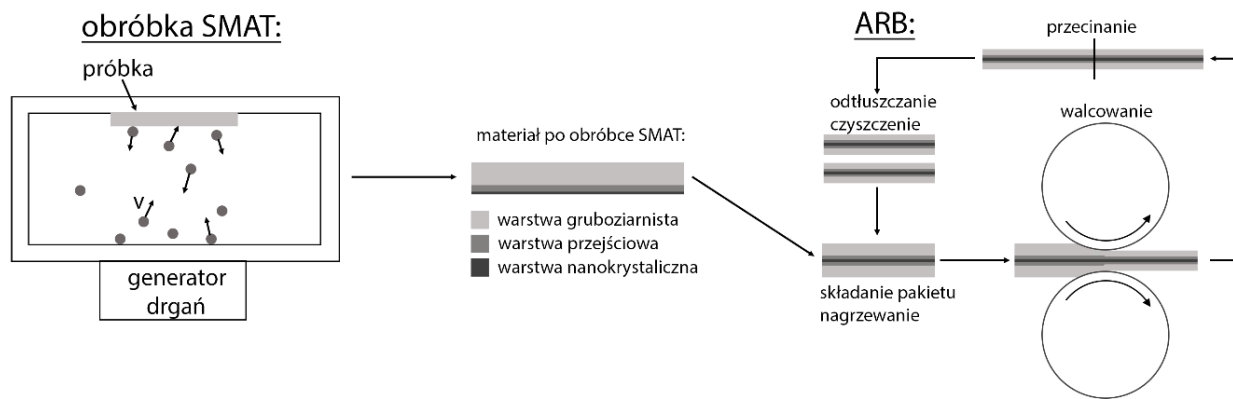 obróbka SMAT:
próbka
v
generator
drgań
materiał po obróbce SMAT:
warstwa gruboziarnista
warstwa przejściowa
warstwa nanokrystaliczna
ARB:
przecinanie
odtłuszczanie
czyszczenie
walcowanie
składanie pakietu
nagrzewanie